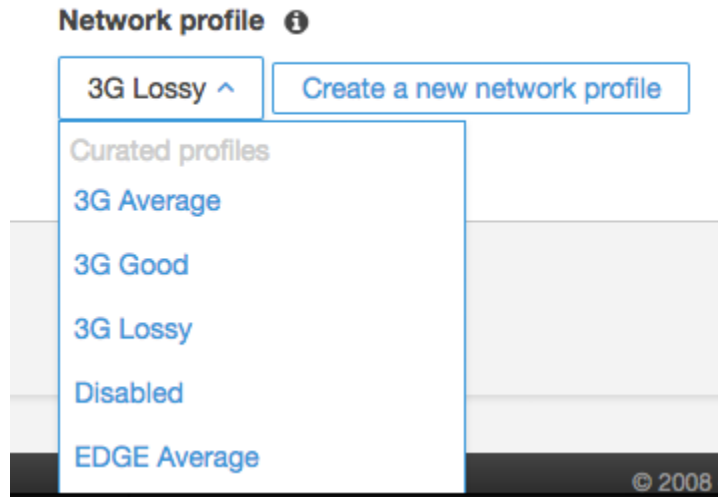 Network profile
3G Lossy
Create a new network profile
Curated profiles
3G Average
3G Good
3G Lossy
Disabled
EDGE Average
© 2008